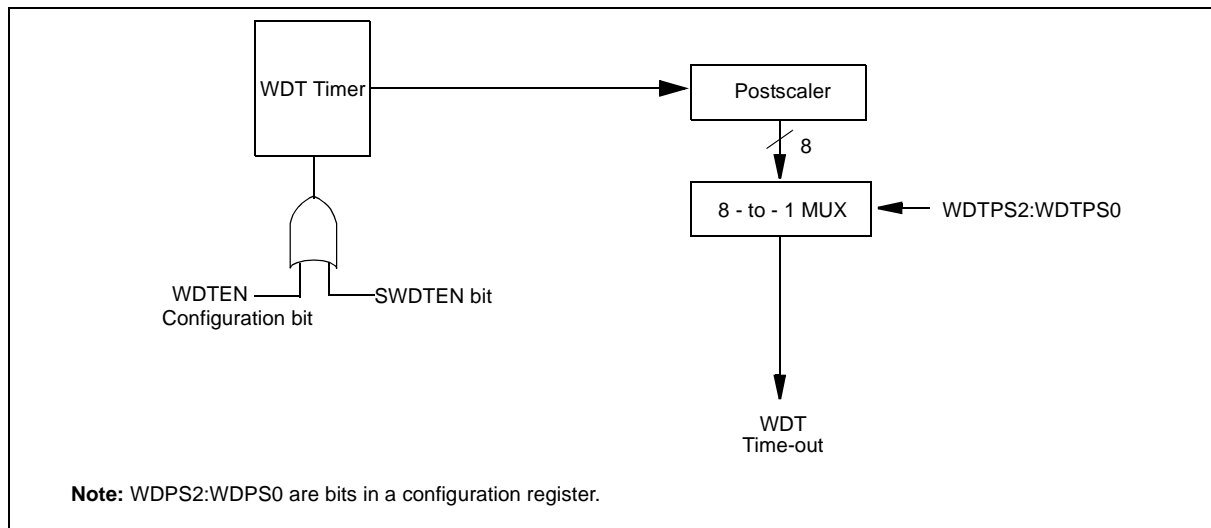 WDT Timer
Postscaler
8
8 - to - 1 MUX
WDTPS2:WDTPS0
WDTEN
Configuration bit
SWDTEN bit
WDT
Time-out
Note: WDPS2:WDPS0 are bits in a configuration register.